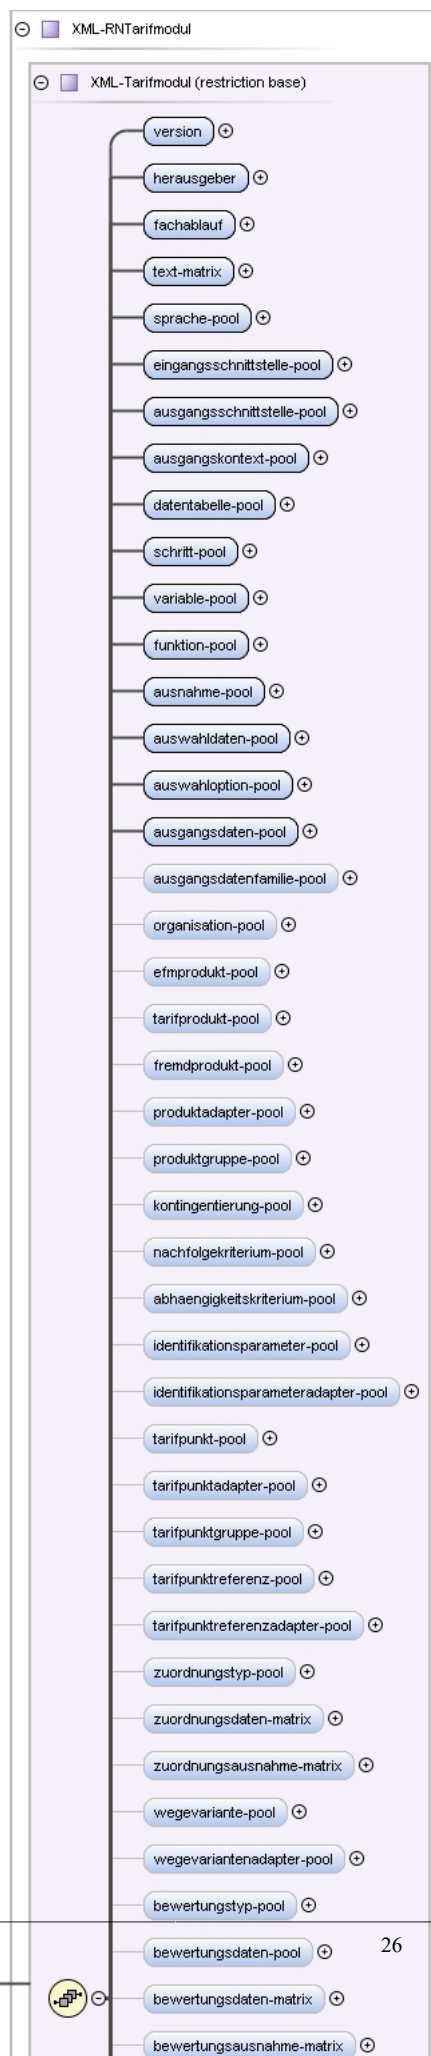 XML-RNTarifmodul
XML-Tarifmodul (restriction base)
version
herausgeber
fachablauf
text-matrix
sprache-pool
eingangsschnittstelle-pool
ausgangsschnittstelle-pool
ausgangskontext-pool
datentabelle-pool
schritt-pool
variable-pool
funktion-pool
ausnahme-pool
auswahldaten-pool
auswahloption-pool
ausgangsdaten-pool
ausgangsdatenfamilie-pool
organisation-pool
efmprodukt-pool
tarifprodukt-pool
fremdprodukt-pool
produktadapter-pool
produktgruppe-pool
kontingentierung-pool
nachfolgekriterium-pool
abhaengigkeitskriterium-pool
identifikationsparameter-pool
identifikationsparameteradapter-pool
tarifpunkt-pool
tarifpunktadapter-pool
tarifpunktgruppe-pool
tarifpunktreferenz-pool
tarifpunktreferenzadapter-pool
zuordnungstyp-pool
zuordnungsdaten-matrix
zuordnungsausnahme-matrix
wegevariante-pool
wegevariantenadapter-pool
bewertungstyp-pool
26
bewertungsdaten-pool
bewertungsdaten-matrix
bewertungsausnahme-matrix